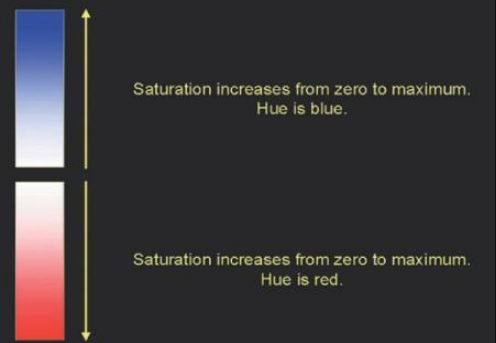 Saturation increases from zero to maximum.
Hue is blue.
Saturation increases from zero to maximum.
Hue is red.